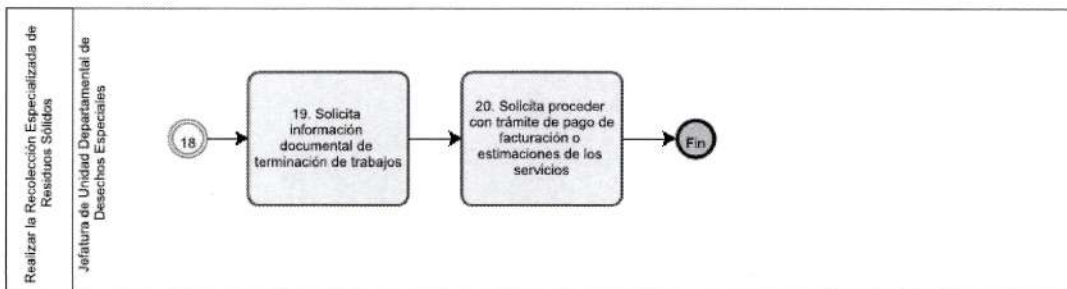 Realizar la Recolección Especializada de
Residuos Sólidos
Jefatura de Unidad Departamental de
Desechos Especiales
18
19. Solicita
información
documental de
terminación de trabajos
20. Solicita proceder
con trámite de pago de
facturación o
estimaciones de los
servicios
Fin